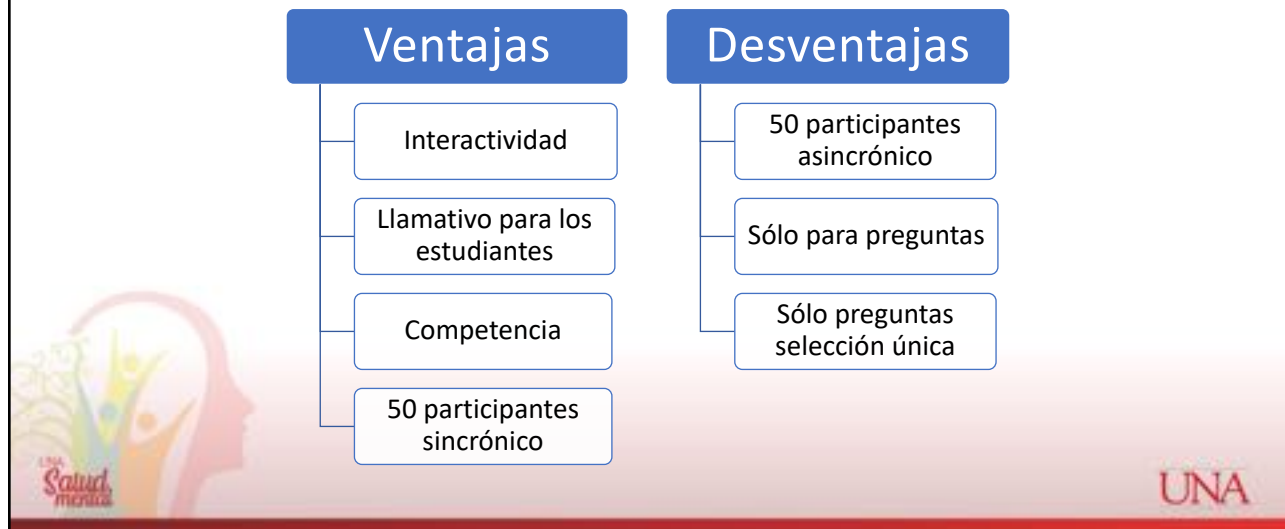 Ventajas
Interactividad
Llamativo para los
estudiantes
Competencia
50 participantes
sincrónico
Desventajas
50 participantes
asincrónico
Sólo para preguntas
Sólo preguntas
selección única
UNA
Salud
mental
UNA